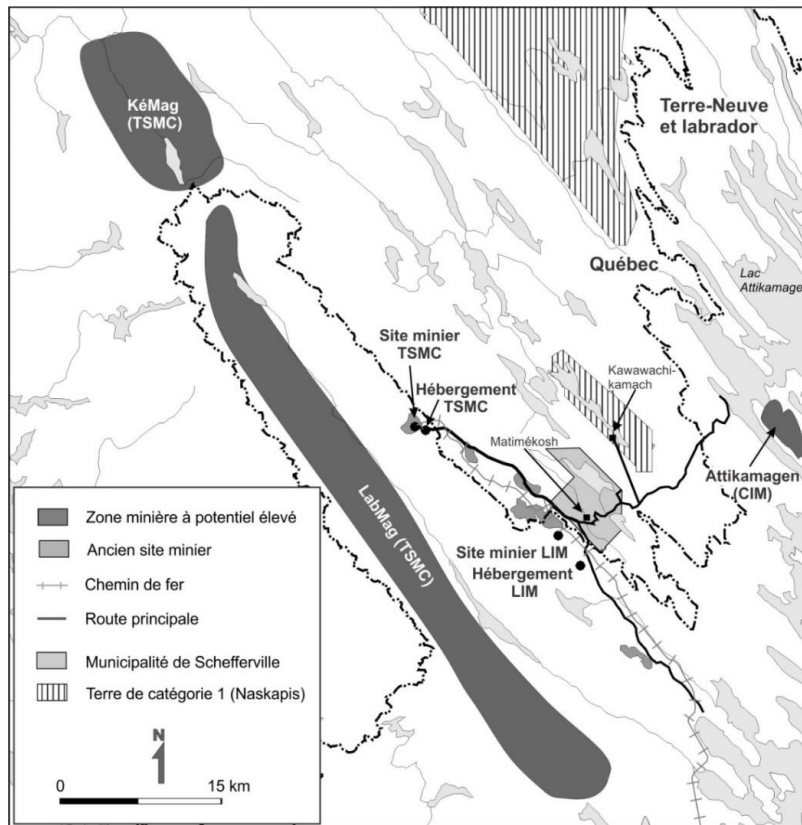 KéMag
(TSMC)
Terre-Neuve
et labrador
Québec
Lac
Attikamage
Site minier
TSMC
Hébergement
TSMC
Kawawachi-
kamach
Matimékosh
Attikamagen
(CIM)
LabMag (TSMC)
Site minier LIM
Hébergement
LIM
Zone minière à potentiel élevé
Ancien site minier
Chemin de fer
Route principale
Municipalité de Schefferville
Terre de catégorie 1 (Naskapis)
N
0 15 km